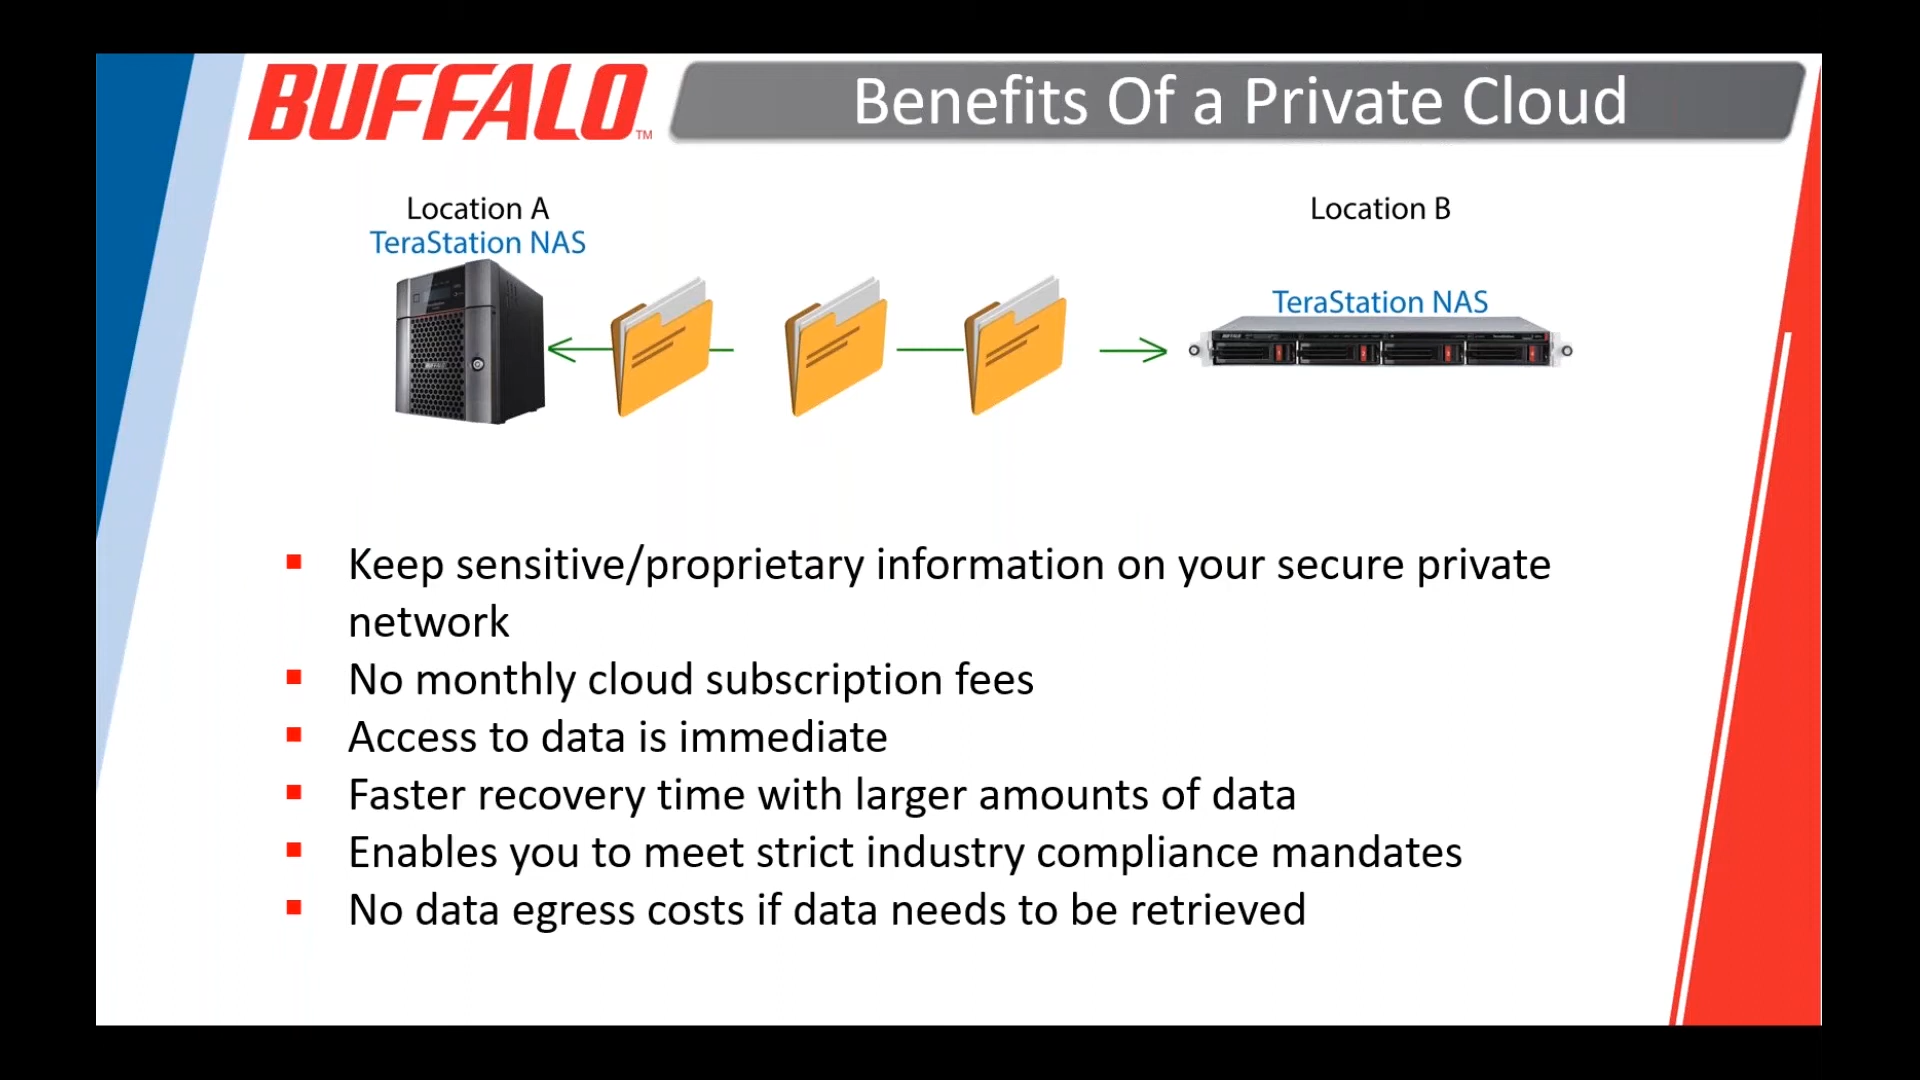 BUFFALO™
Benefits Of a Private Cloud
Location A
TeraStation NAS
Location B
TeraStation NAS
Keep sensitive/proprietary information on your secure private
network
No monthly cloud subscription fees
Access to data is immediate
Faster recovery time with larger amounts of data
Enables you to meet strict industry compliance mandates
No data egress costs if data needs to be retrieved